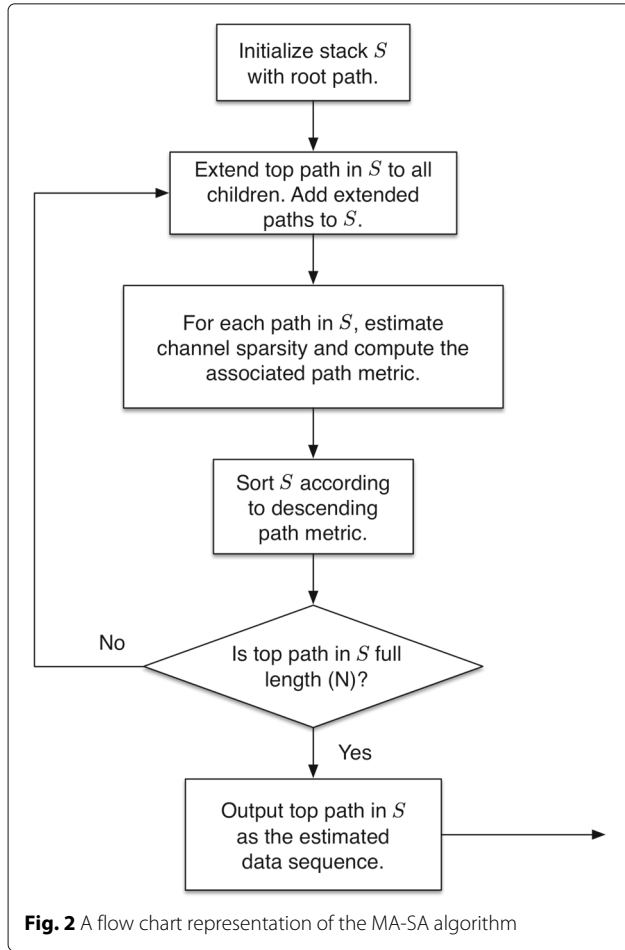 Initialize stack S
with root path.
Extend top path in S to all
children. Add extended
paths to S.
For each path in S, estimate
channel sparsity and compute the
associated path metric.
Sort S according
to descending
path metric.
No
Is top path in S full
length (N)?
Yes
Output top path in S
as the estimated
data sequence.
Fig. 2 A flow chart representation of the MA-SA algorithm